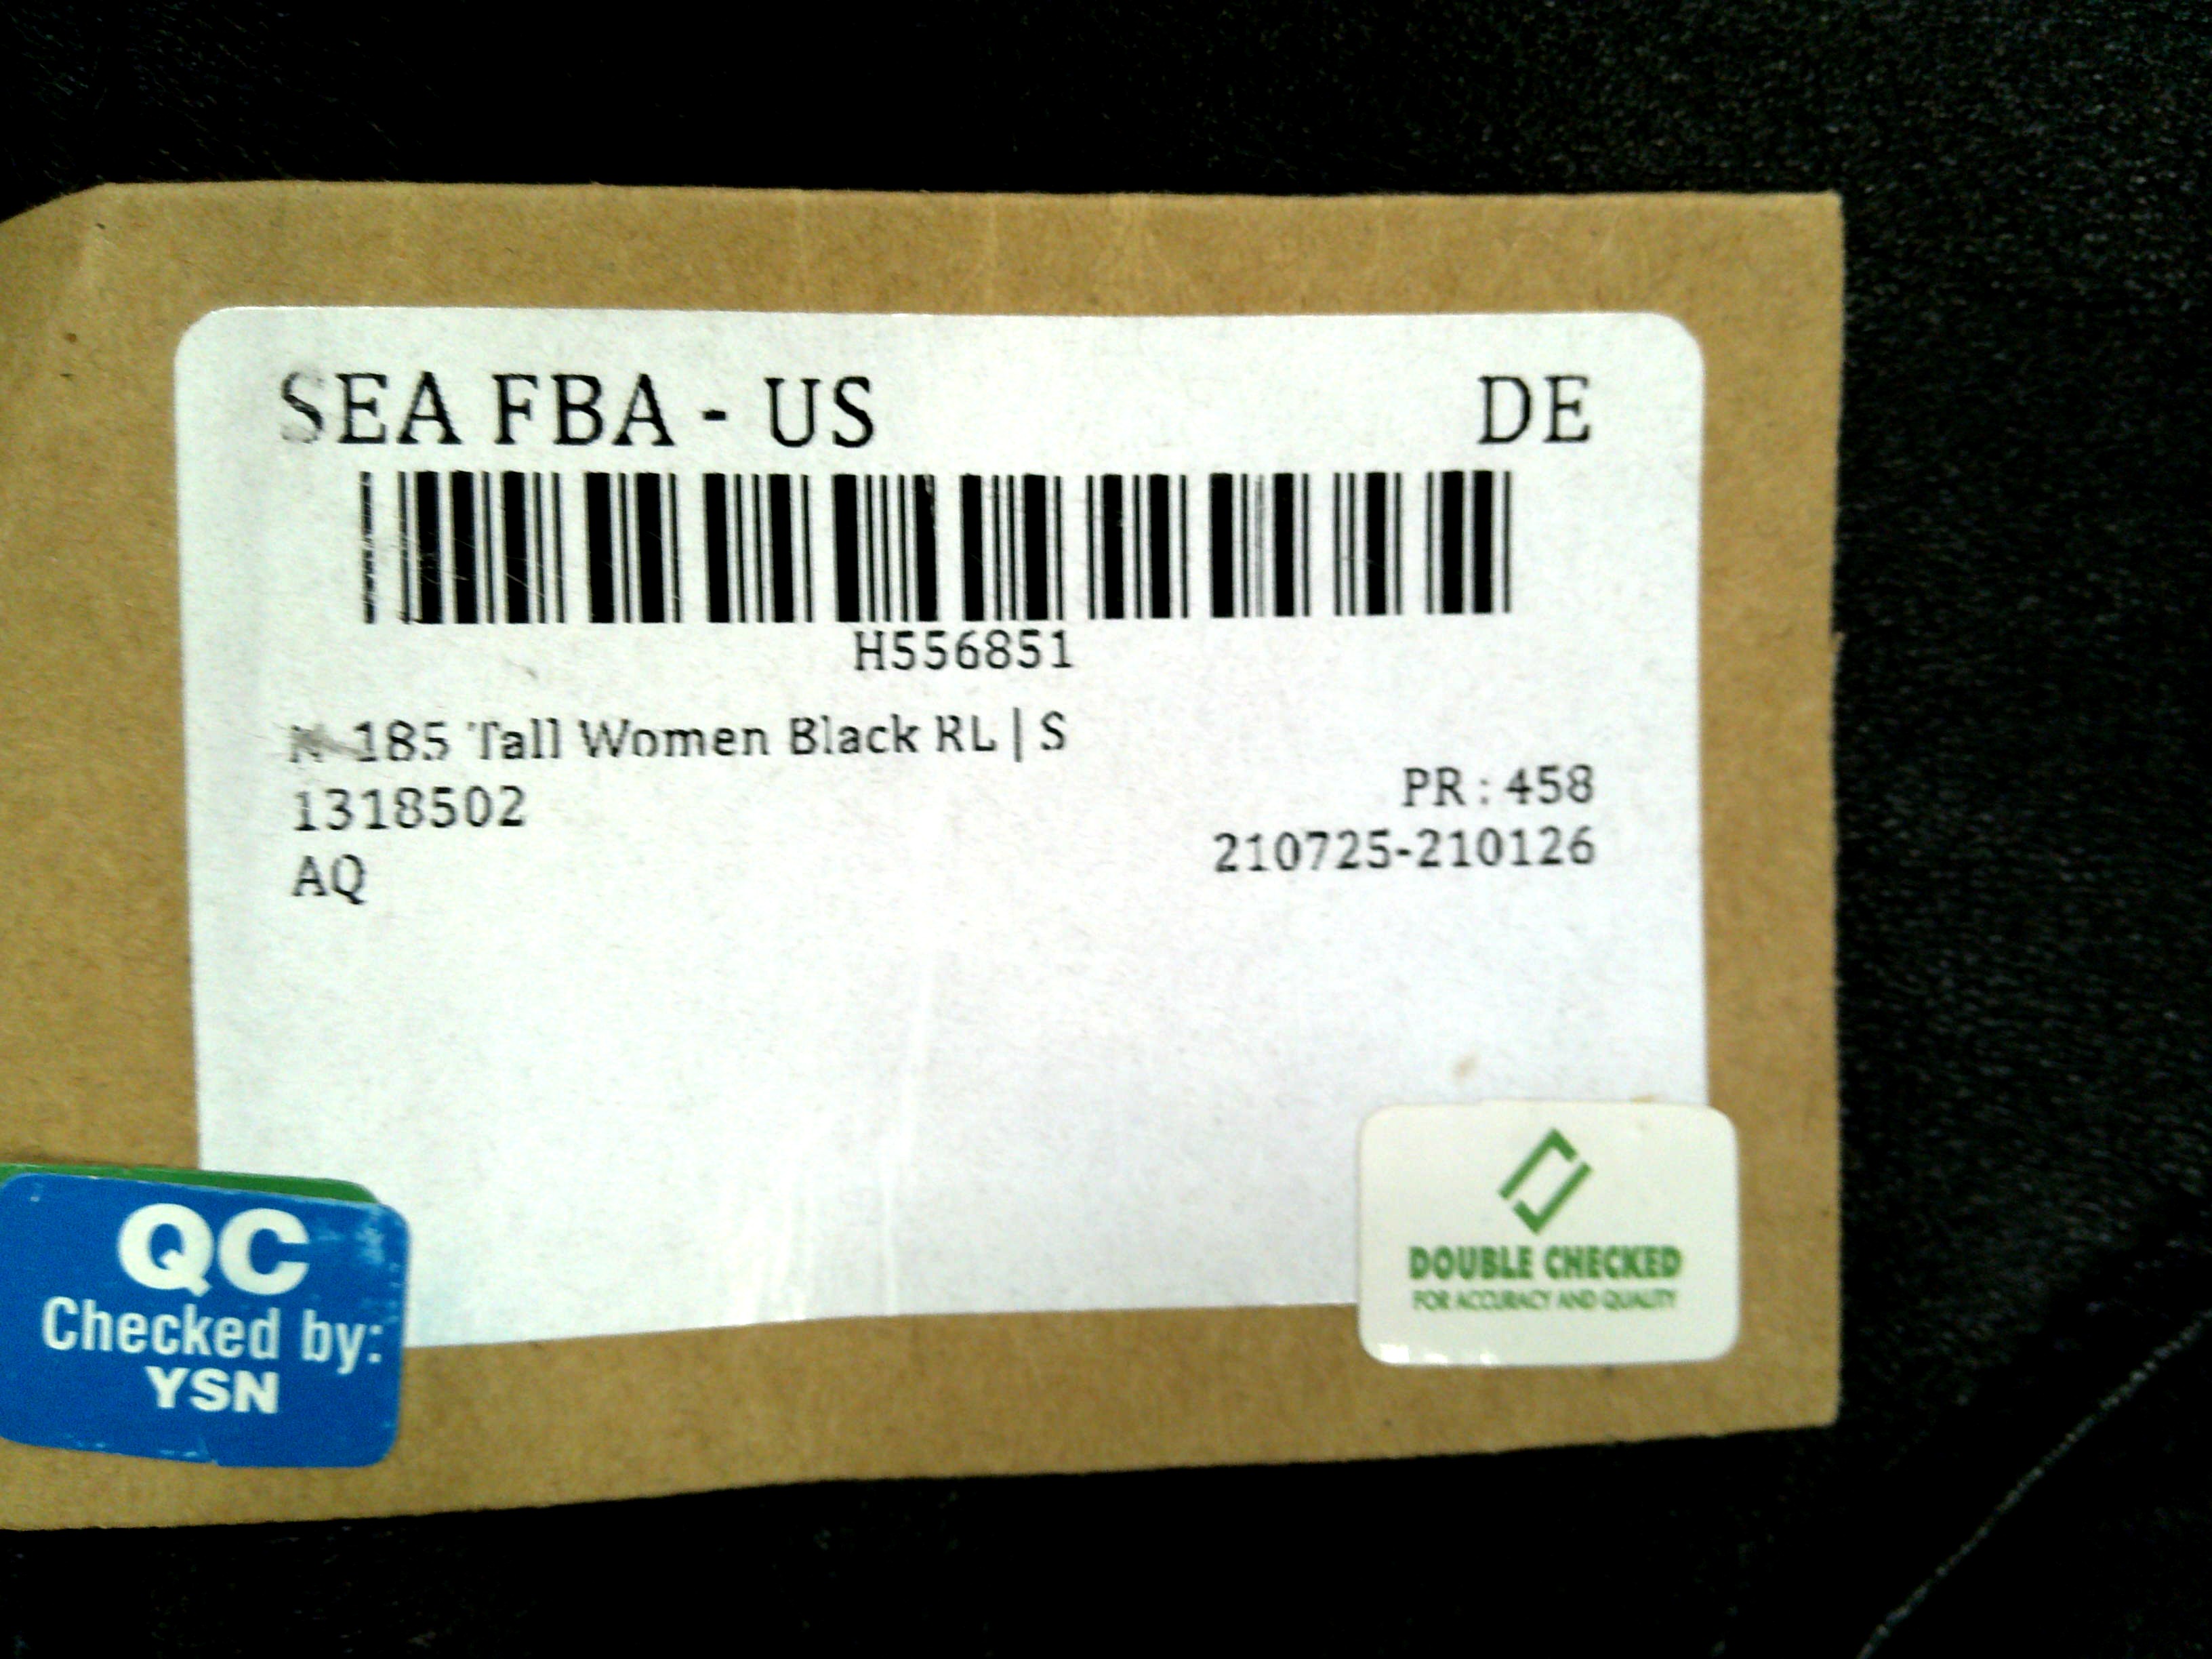 SEA FBA - US DE
H556851
185 Tall Women Black RL | S
1318502
PR : 458
AQ
210725-210126
QC
Checked by:
YSN
DOUBLE CHECKED
FOR ACCURACY AND QUALITY